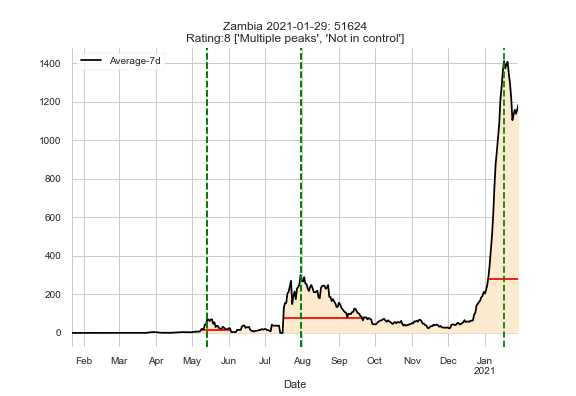 Zambia 2021-01-29: 51624
Rating:8 ['Multiple peaks', 'Not in control']
Average-7d
1400
1200
1000
800
600
400
200
0
Feb Mar Apr May Jun Jul Aug Sep Oct Nov Dec Jan
2021
Date